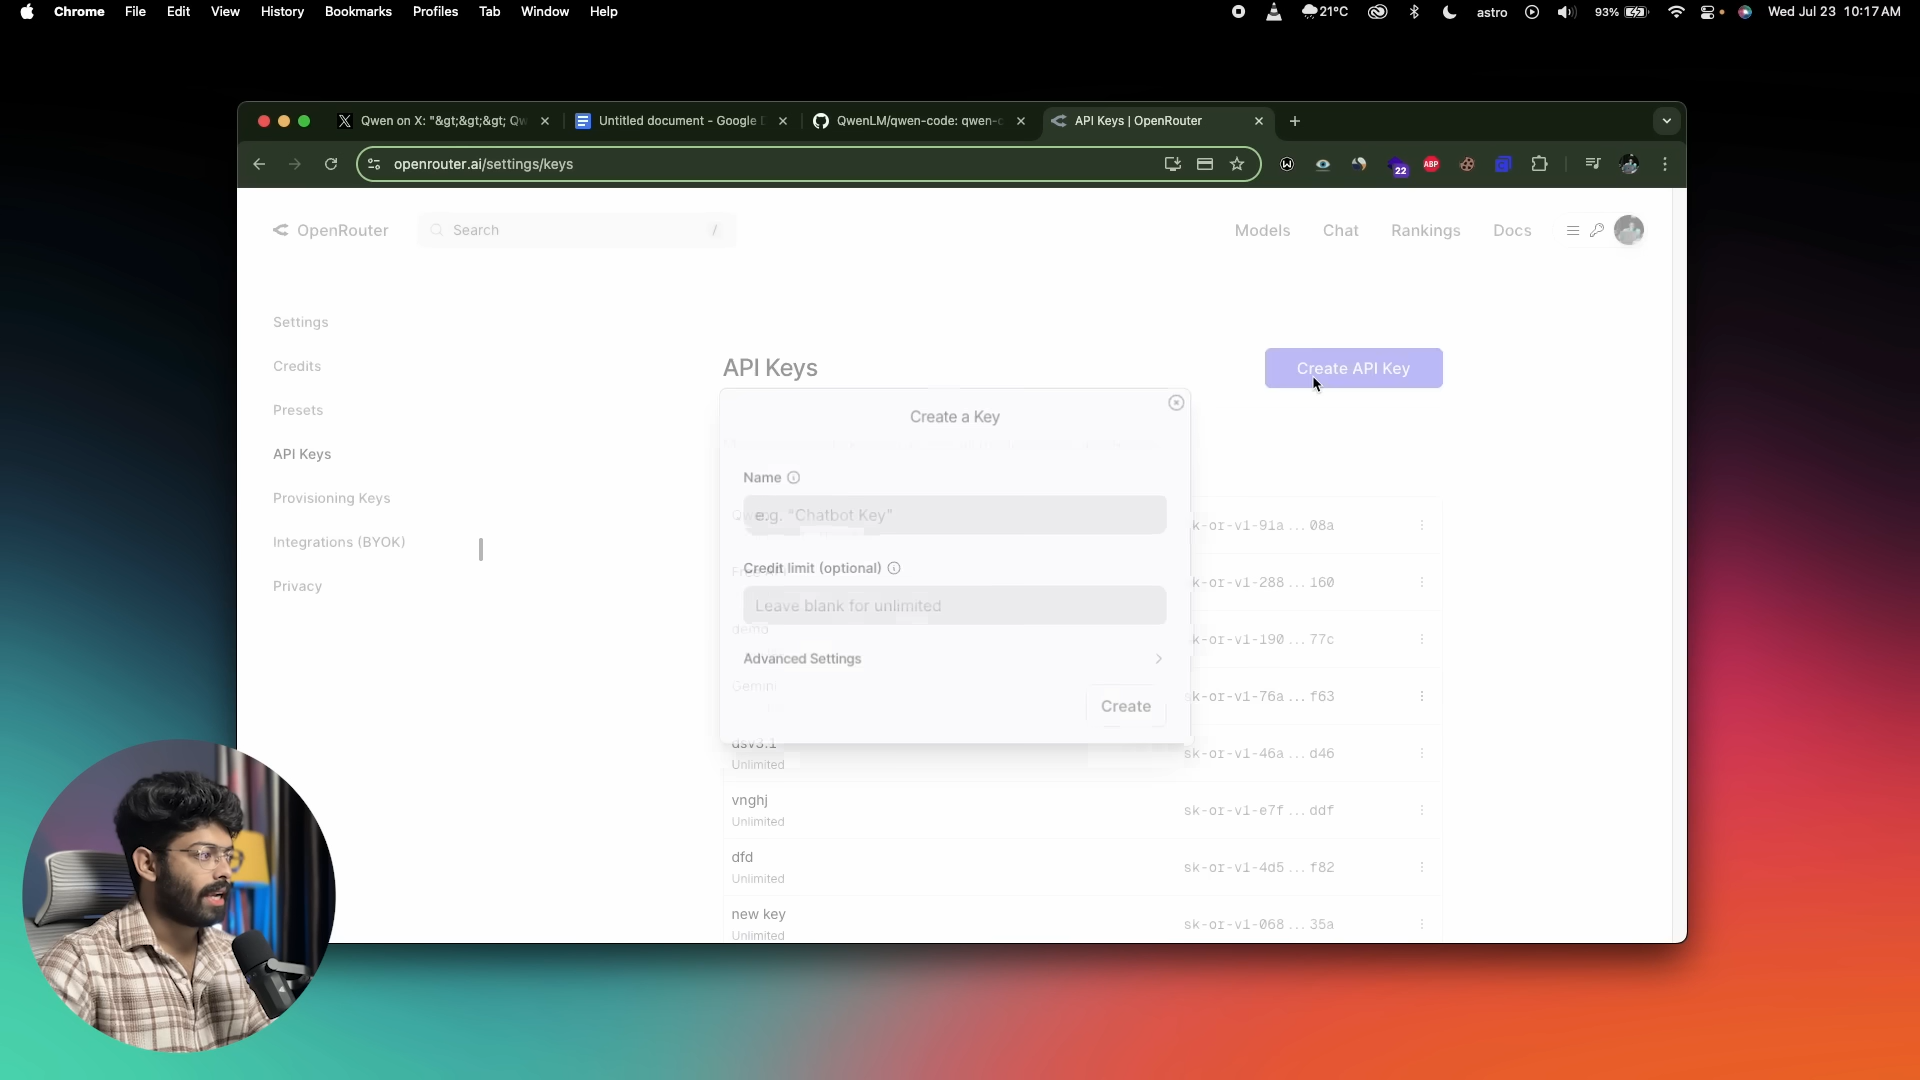 Chrome File Edit View History Bookmarks Profiles Tab Window Help
21°C astro 93% Wed Jul 23 10:17 AM
Qwen on X: "&gt;&gt;&gt; Qw
Untitled document - Google
QwenLM/qwen-code: qwen-c
API Keys | OpenRouter
openrouter.ai/settings/keys
22
ABP
OpenRouter
Search /
Models Chat Rankings Docs
Settings
Credits
Presets
API Keys
Provisioning Keys
Integrations (BYOK)
Privacy
API Keys
Create API Key
Create a Key
Name
e.g. "Chatbot Key"
Credit limit (optional)
Leave blank for unlimited
demo
Advanced Settings
Gemini
Create
k-or-v1-91a...08a
k-or-v1-288...160
k-or-v1-190...77c
k-or-v1-76a...f63
dsv3.1
Unlimited
sk-or-v1-46a...d46
vnghj
Unlimited
sk-or-v1-e7f...ddf
dfd
Unlimited
sk-or-v1-4d5...f82
new key
Unlimited
sk-or-v1-068...35a